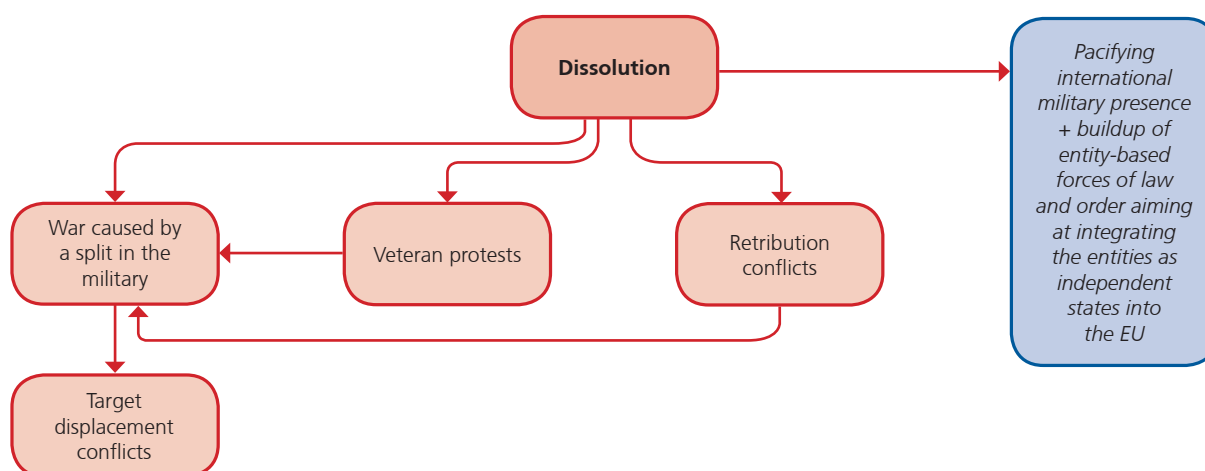 Dissolution
Pacifying
international
military presence
+ buildup of
entity-based
forces of law
and order aiming
at integrating
the entities as
independent
states into
the EU
War caused by
a split in the
military
Veteran protests
Retribution
conflicts
Target
displacement
conflicts